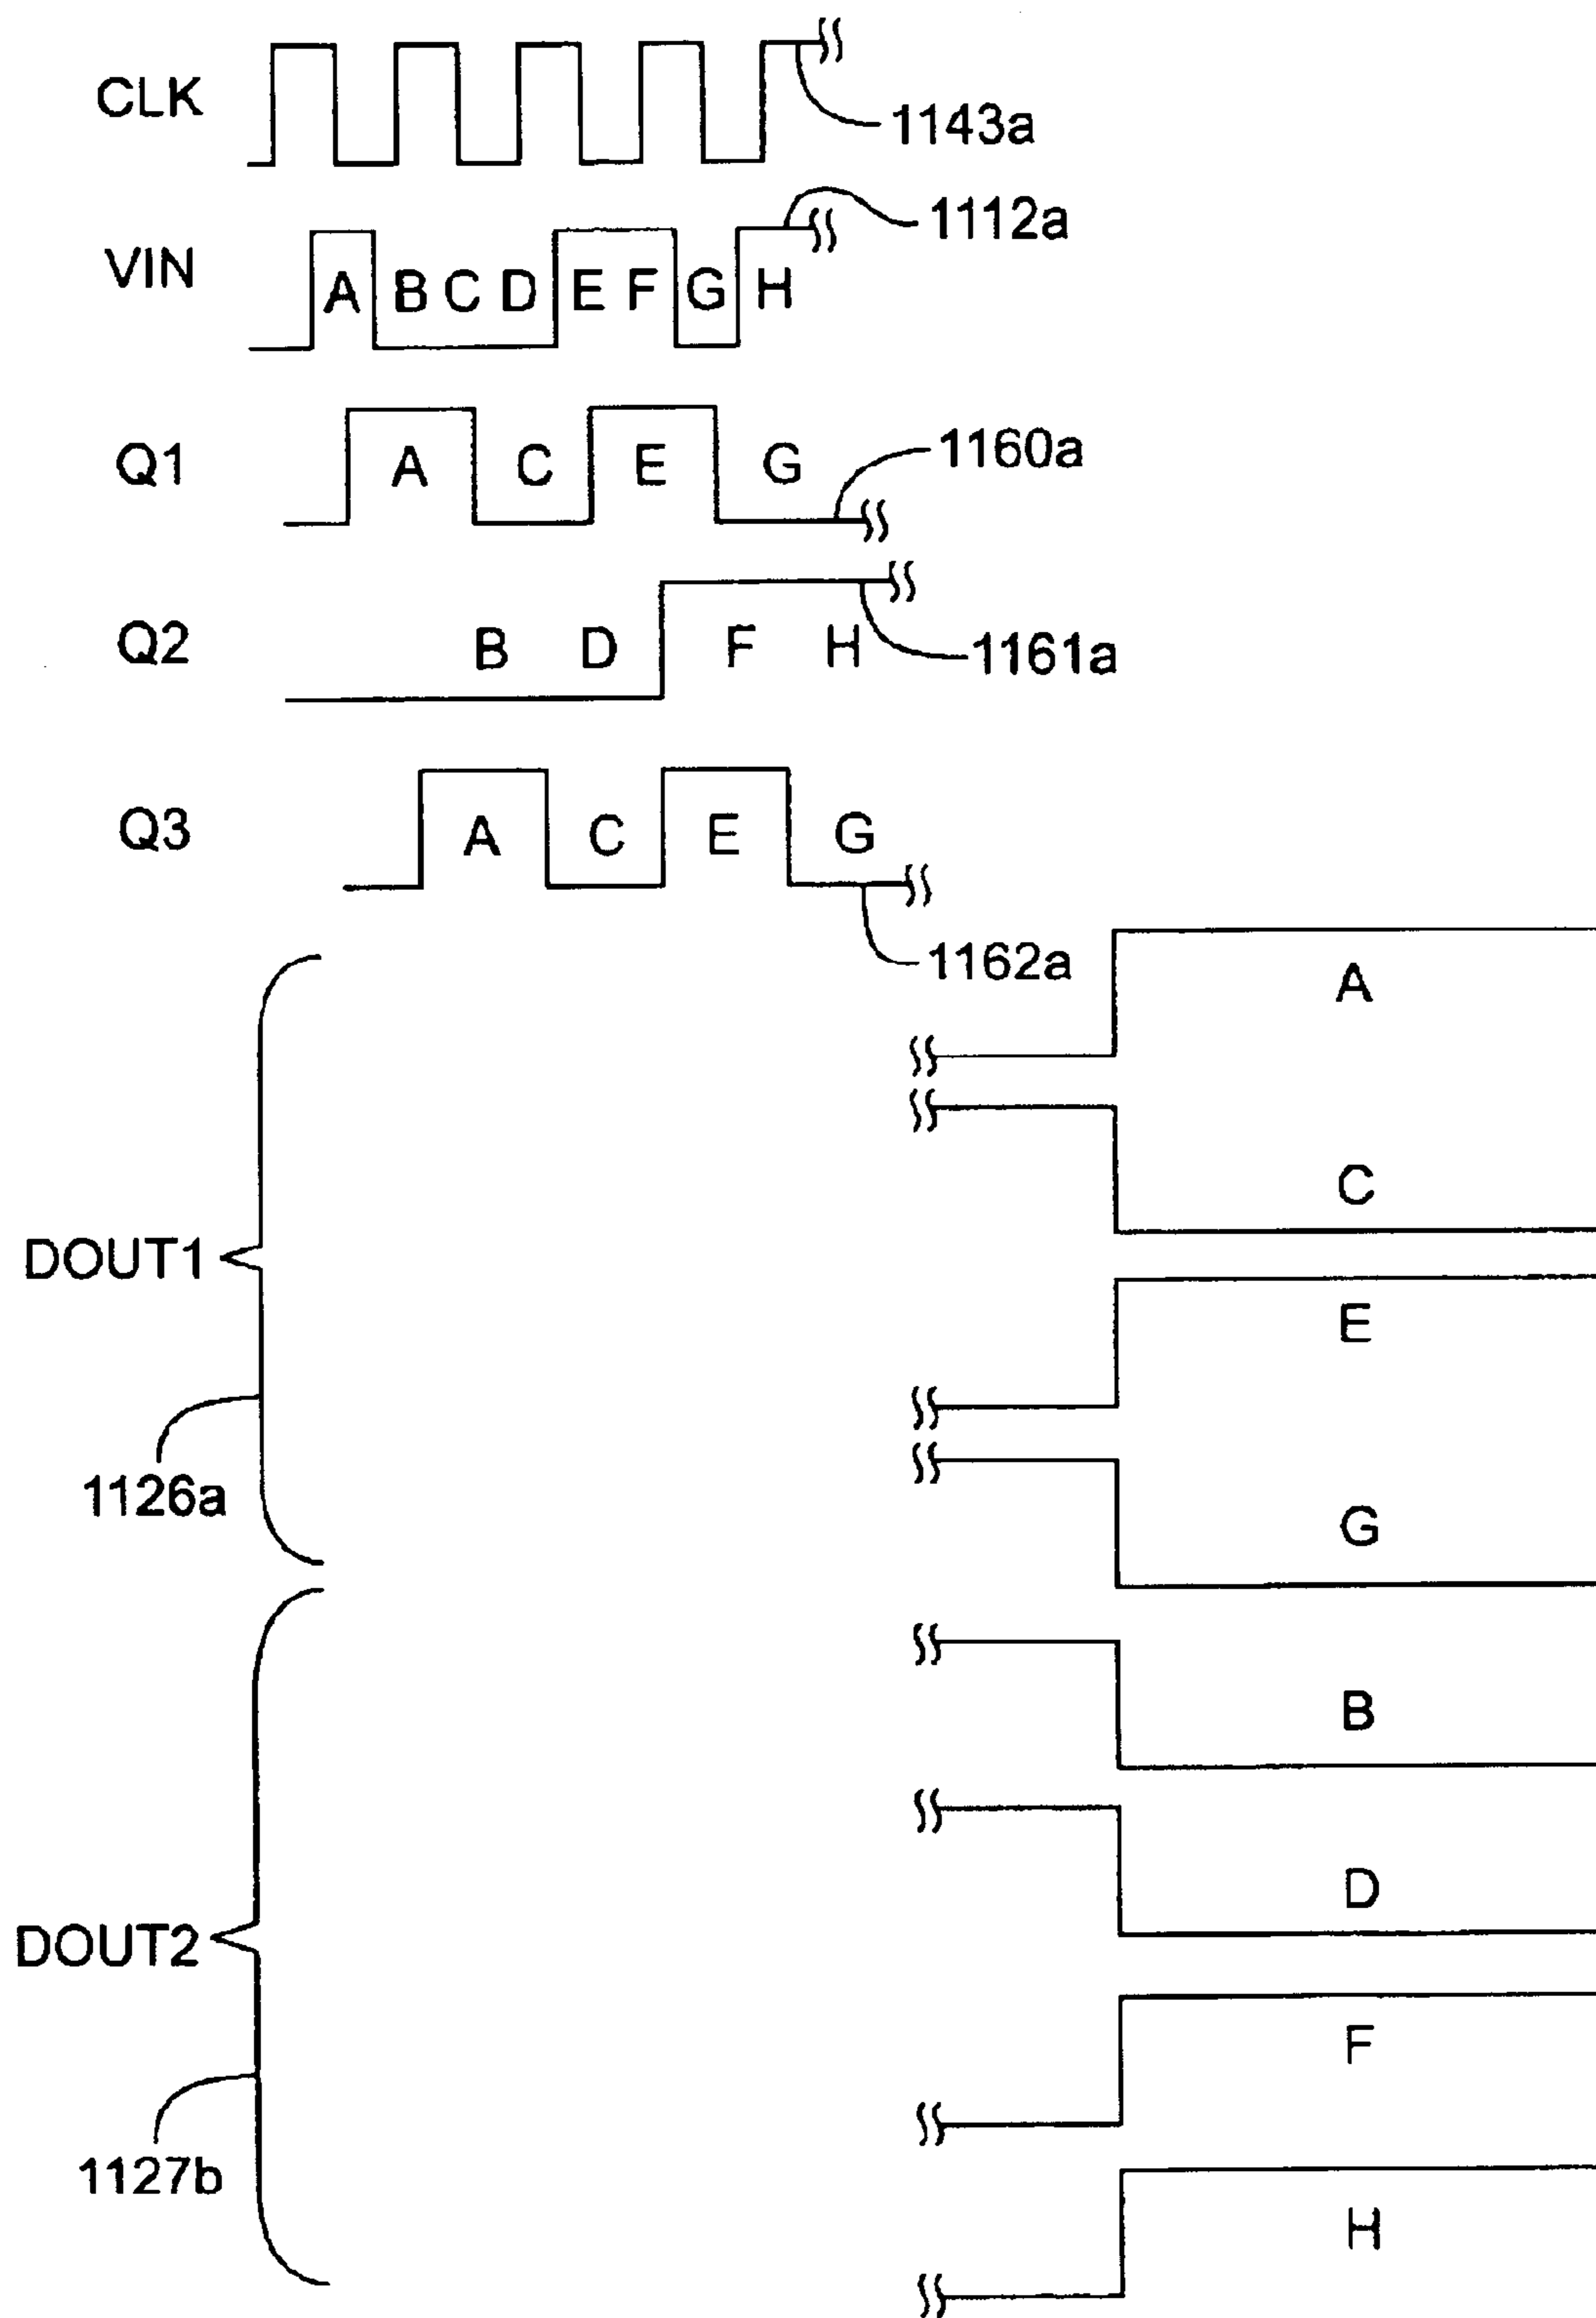 CLK
1143a
VIN A B C D E F G H
1112a
Q1 A C E G
1160a
Q2 B D F H
1161a
Q3 A C E G
1162a
A
C
DOUT1
E
1126a
G
B
D
DOUT2
F
1127b
H